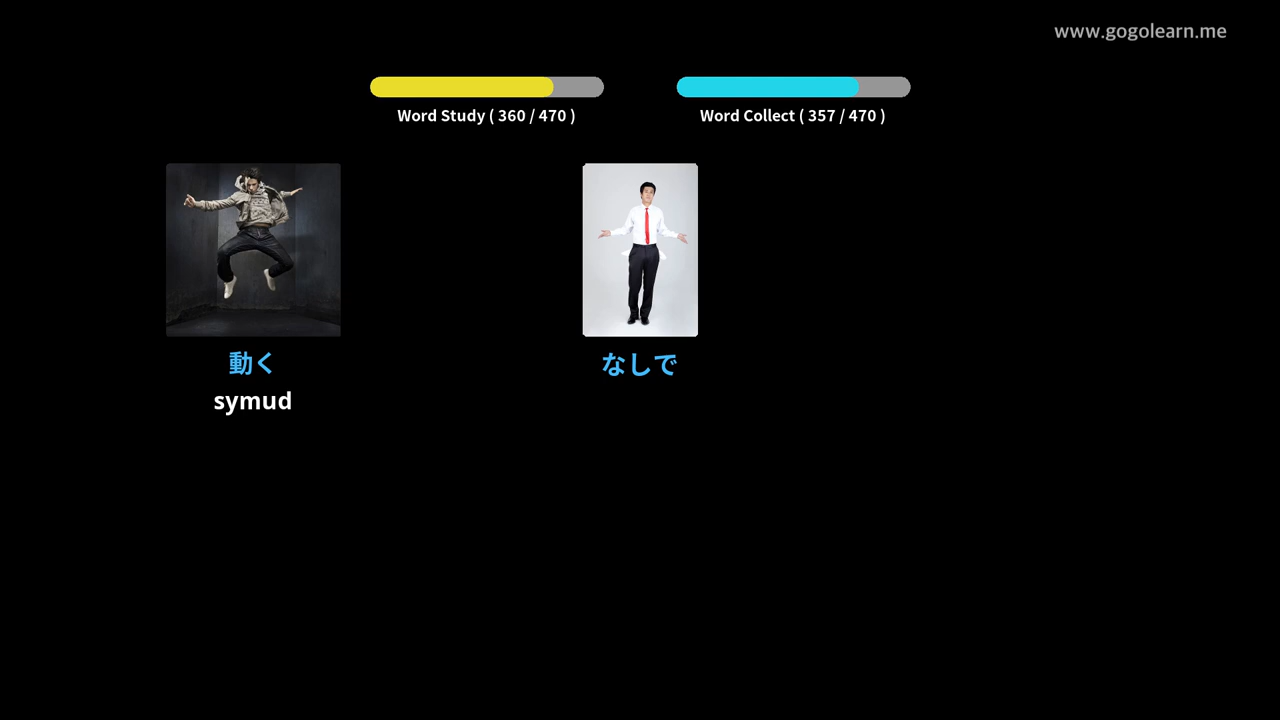 www.gogolearn.me
Word Study ( 360 / 470 )
Word Collect ( 357 / 470 )
動く
symud
なしで